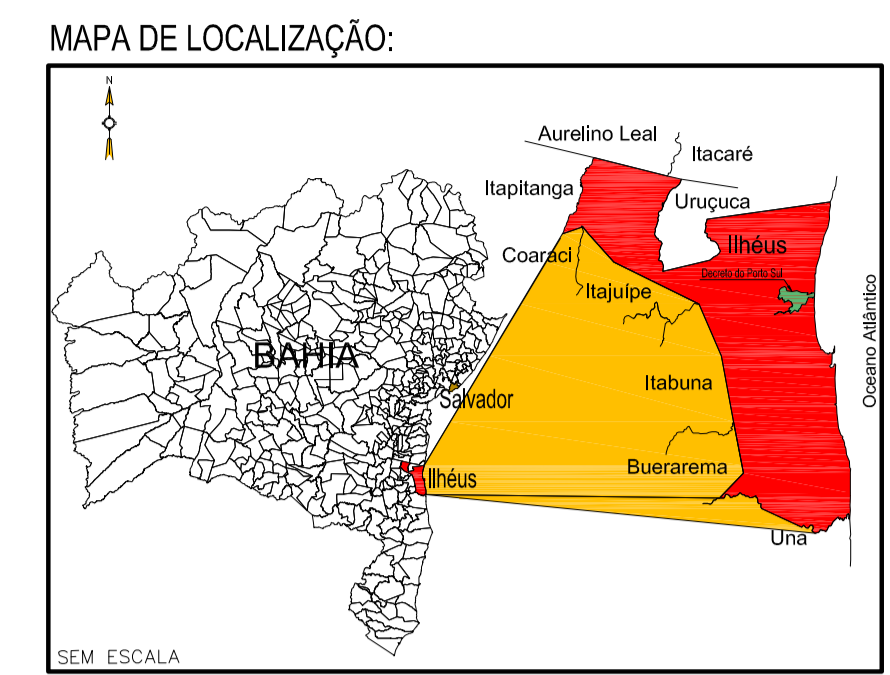 MAPA DE LOCALIZAÇÃO:
N
Aurelino Leal
Itacaré
Itapitanga
Uruçuca
Coaraci
Ilhéus
Decreto do Porto Sul
Itajuípe
Oceano Atlântico
BAHIA
Itabuna
Salvador
Buerarema
Ilhéus
Una
SEM ESCALA